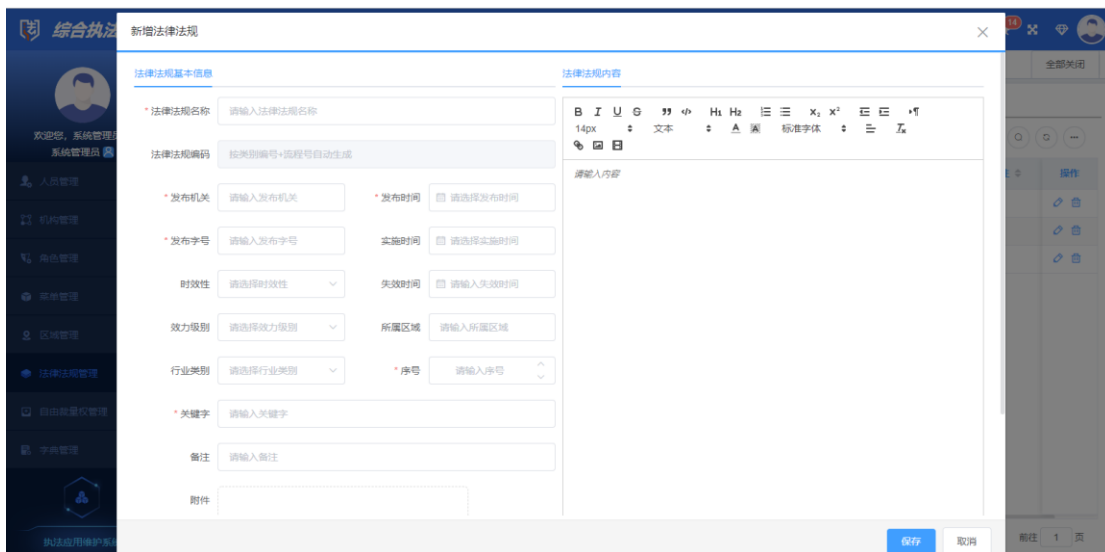 综合执法
新增法律法规
14
全部关闭
欢迎您，系统管理员
系统管理员
人员管理
机构管理
角色管理
菜单管理
区域管理
法律法规管理
自由裁量权管理
字典管理
执法应用维护系统
法律法规基本信息
* 法律法规名称 请输入法律法规名称
法律法规编码 按类别编号+流程号自动生成
* 发布机关 请输入发布机关 * 发布时间 请选择发布时间
* 发布字号 请输入发布字号 实施时间 请选择实施时间
时效性 请选择时效性 失效时间 请输入失效时间
效力级别 请选择效力级别 所属区域 请输入所属区域
行业类别 请选择行业类别 * 序号 请输入序号
* 关键字 请输入关键字
备注 请输入备注
附件
法律法规内容
B I U S H1 H2 X2 X2
14px 文本 A A 标准字体 Tx
请输入内容
操作
保存 取消
前往 1 页